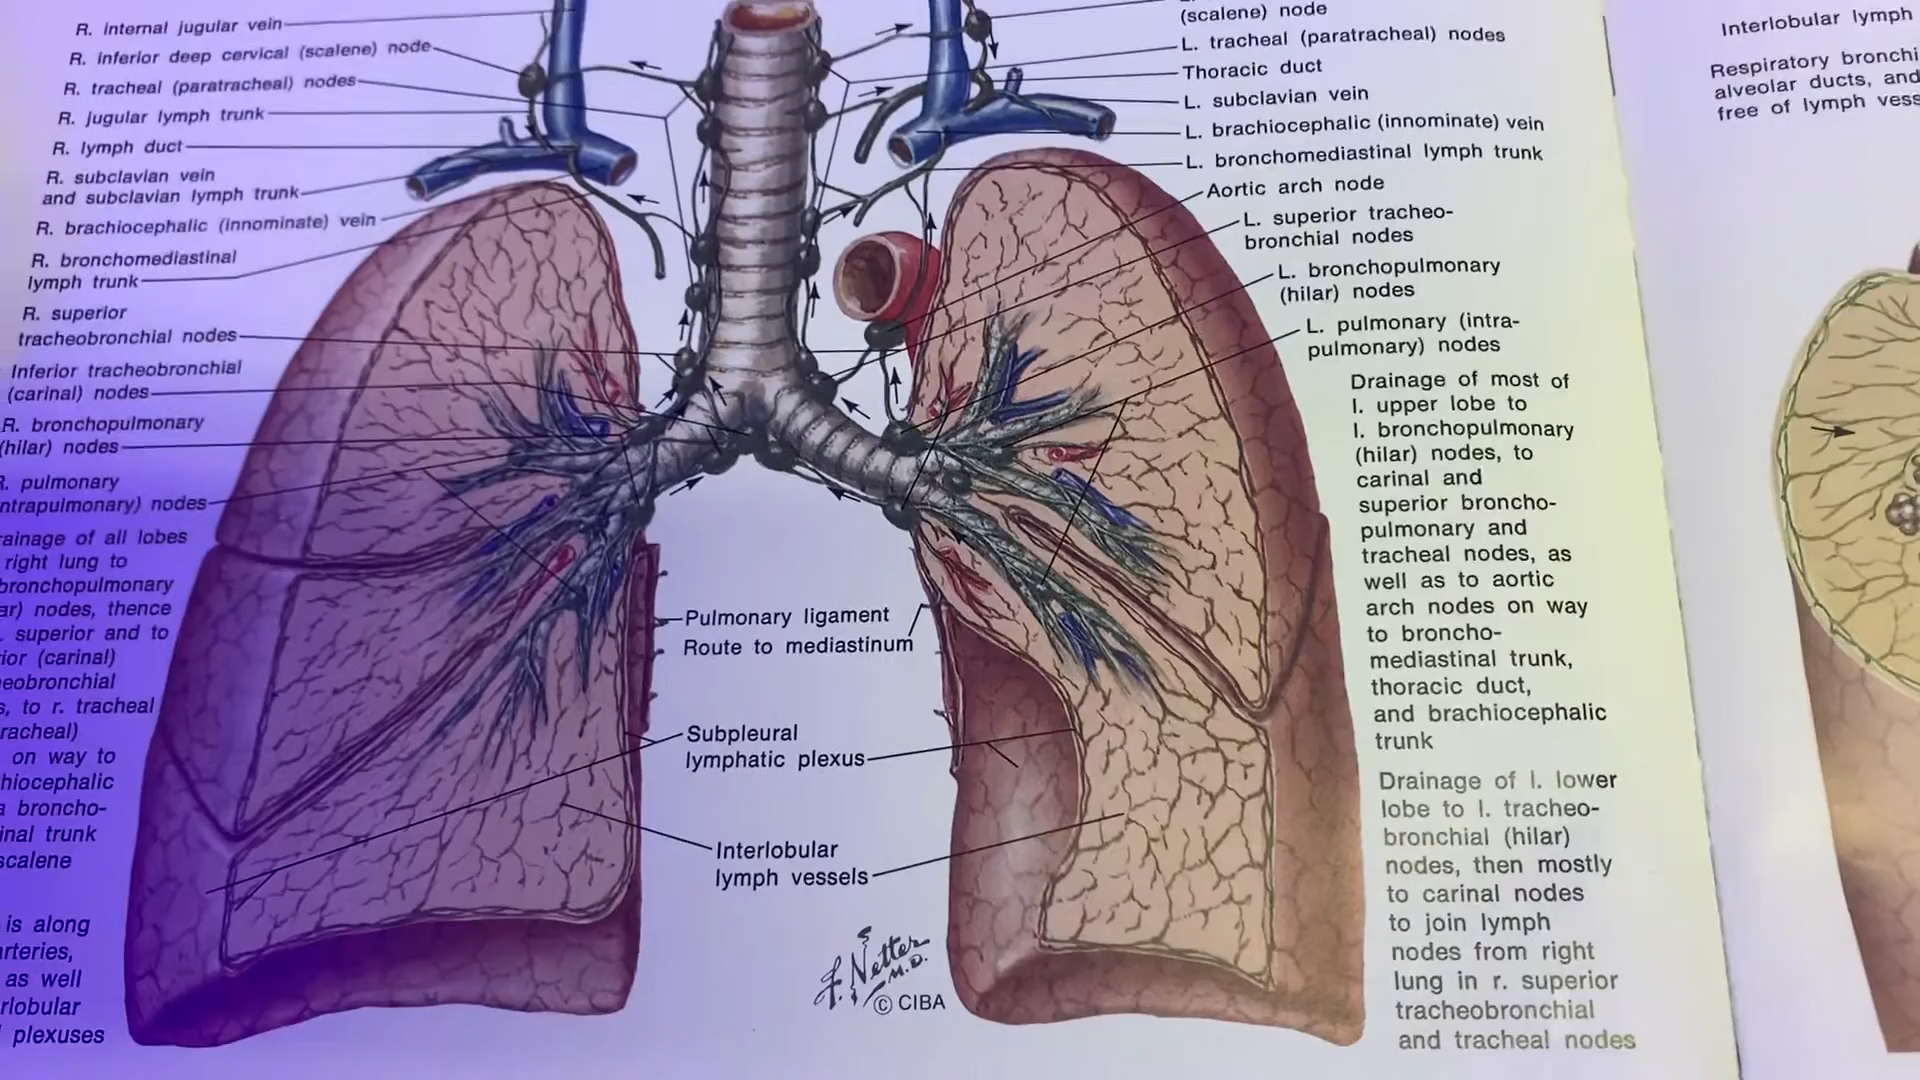 R. internal jugular vein
R. inferior deep cervical (scalene) node
R. tracheal (paratracheal) nodes
R. jugular lymph trunk
R. lymph duct
R. subclavian vein
and subclavian lymph trunk
R. brachiocephalic (innominate) vein
R. bronchomediastinal
lymph trunk
R. superior
tracheobronchial nodes
Inferior tracheobronchial
(carinal) nodes
R. bronchopulmonary
(hilar) nodes
R. pulmonary
ntrapulmonary) nodes
rainage of all lobes
right lung to
bronchopulmonary
ar) nodes, thence
superior and to
rior (carinal)
eobronchial
s, to r. tracheal
racheal)
on way to
hiocephalic
a broncho-
inal trunk
scalene
is along
arteries,
as well
rlobular
plexuses
Pulmonary ligament
Route to mediastinum
Subpleural
lymphatic plexus
Interlobular
lymph vessels
F. Netter
M.D.
© CIBA
(scalene) node
L. tracheal (paratracheal) nodes
Thoracic duct
L. subclavian vein
L. brachiocephalic (innominate) vein
L. bronchomediastinal lymph trunk
Aortic arch node
L. superior tracheo-
bronchial nodes
L. bronchopulmonary
(hilar) nodes
L. pulmonary (intra-
pulmonary) nodes
Drainage of most of
l. upper lobe to
l. bronchopulmonary
(hilar) nodes, to
carinal and
superior broncho-
pulmonary and
tracheal nodes, as
well as to aortic
arch nodes on way
to broncho-
mediastinal trunk,
thoracic duct,
and brachiocephalic
trunk
Drainage of l. lower
lobe to l. tracheo-
bronchial (hilar)
nodes, then mostly
to carinal nodes
to join lymph
nodes from right
lung in r. superior
tracheobronchial
and tracheal nodes
Interlobular lymph
Respiratory bronchi
alveolar ducts, and
free of lymph vess